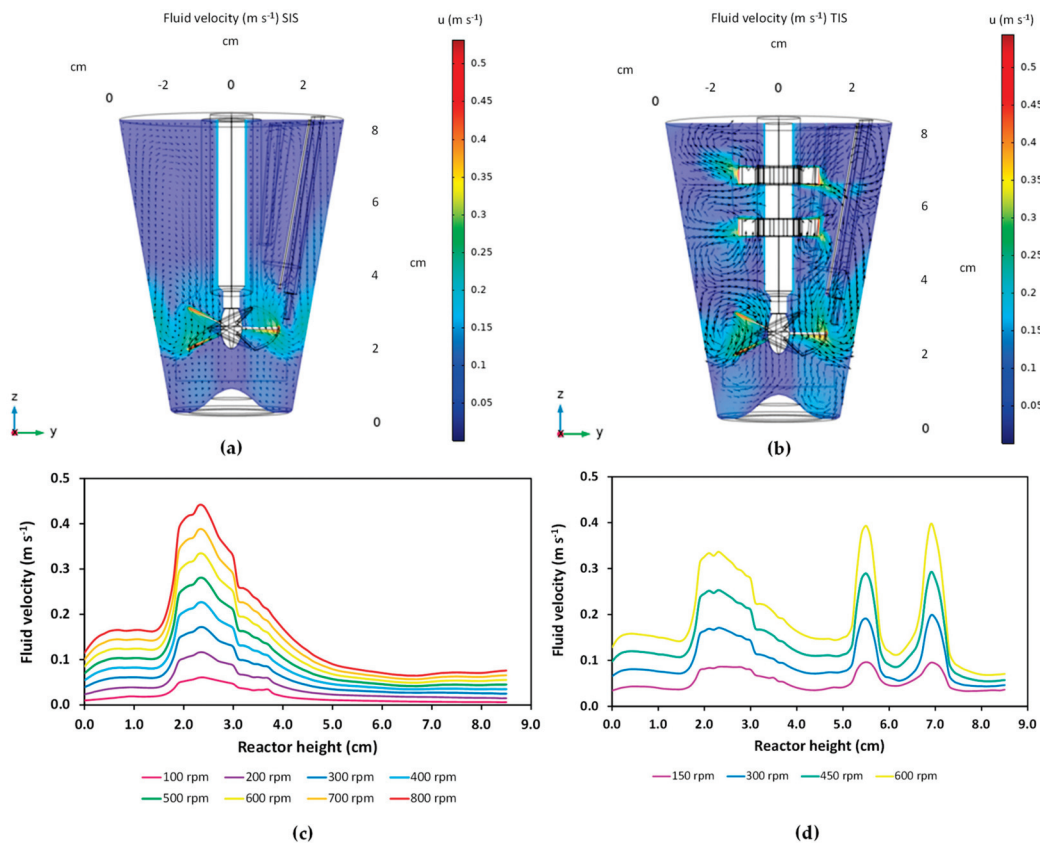 Fluid velocity (m s⁻¹) SIS
cm
cm
-2 0 2
0
8
6
4
cm
2
0
z
x
y
u (m s⁻¹)
0.5
0.45
0.4
0.35
0.3
0.25
0.2
0.15
0.1
0.05
(a)
Fluid velocity (m s⁻¹) TIS
cm
cm
-2 0 2
0
8
6
4
cm
2
0
z
x
y
u (m s⁻¹)
0.5
0.45
0.4
0.35
0.3
0.25
0.2
0.15
0.1
0.05
(b)
Fluid velocity (m s⁻¹)
0.5
0.4
0.3
0.2
0.1
0.0
0.0 1.0 2.0 3.0 4.0 5.0 6.0 7.0 8.0 9.0
Reactor height (cm)
100 rpm 200 rpm 300 rpm 400 rpm
500 rpm 600 rpm 700 rpm 800 rpm
(c)
Fluid velocity (m s⁻¹)
0.5
0.4
0.3
0.2
0.1
0.0
0.0 1.0 2.0 3.0 4.0 5.0 6.0 7.0 8.0 9.0
Reactor height (cm)
150 rpm 300 rpm 450 rpm 600 rpm
(d)